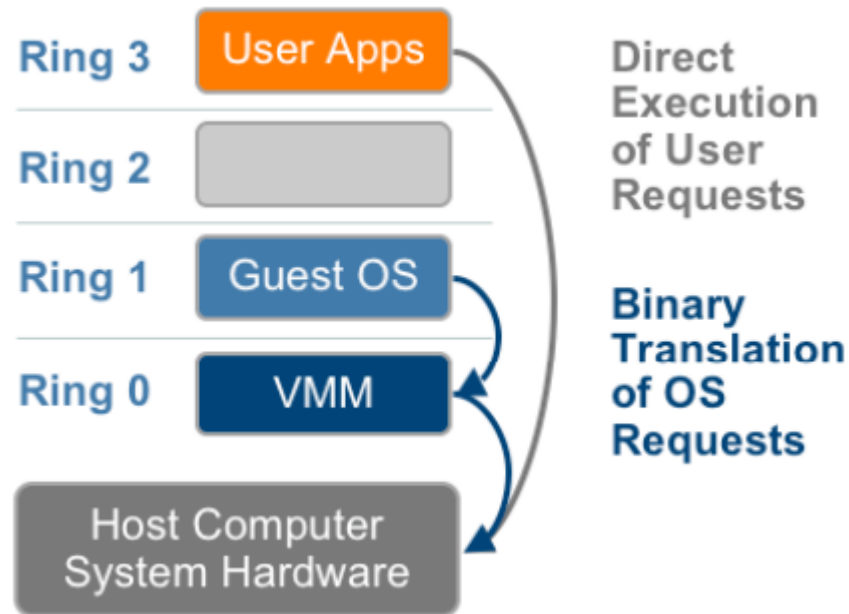 Ring 3
User Apps
Direct
Execution
of User
Requests
Ring 2
Ring 1
Guest OS
Binary
Translation
of OS
Requests
Ring 0
VMM
Host Computer
System Hardware